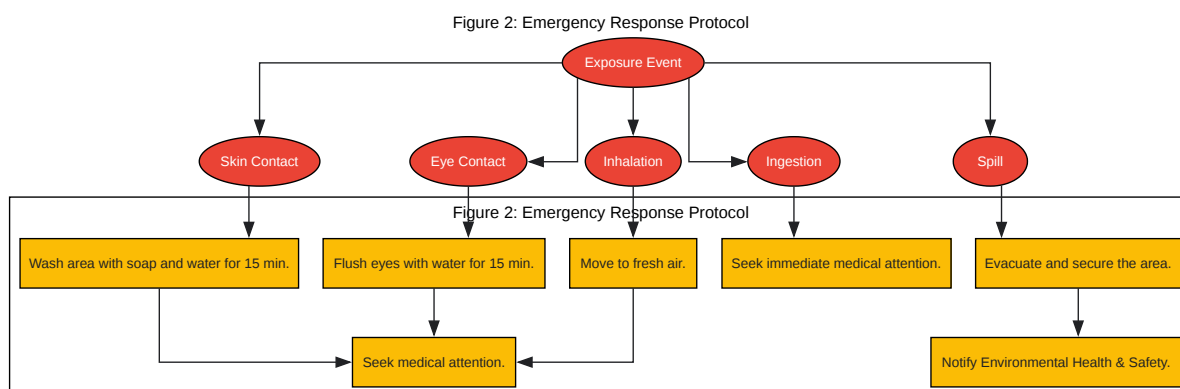 Figure 2: Emergency Response Protocol
Exposure Event
Skin Contact
Eye Contact
Inhalation
Ingestion
Spill
Figure 2: Emergency Response Protocol
Wash area with soap and water for 15 min.
Flush eyes with water for 15 min.
Move to fresh air.
Seek immediate medical attention.
Evacuate and secure the area.
Seek medical attention.
Notify Environmental Health & Safety.